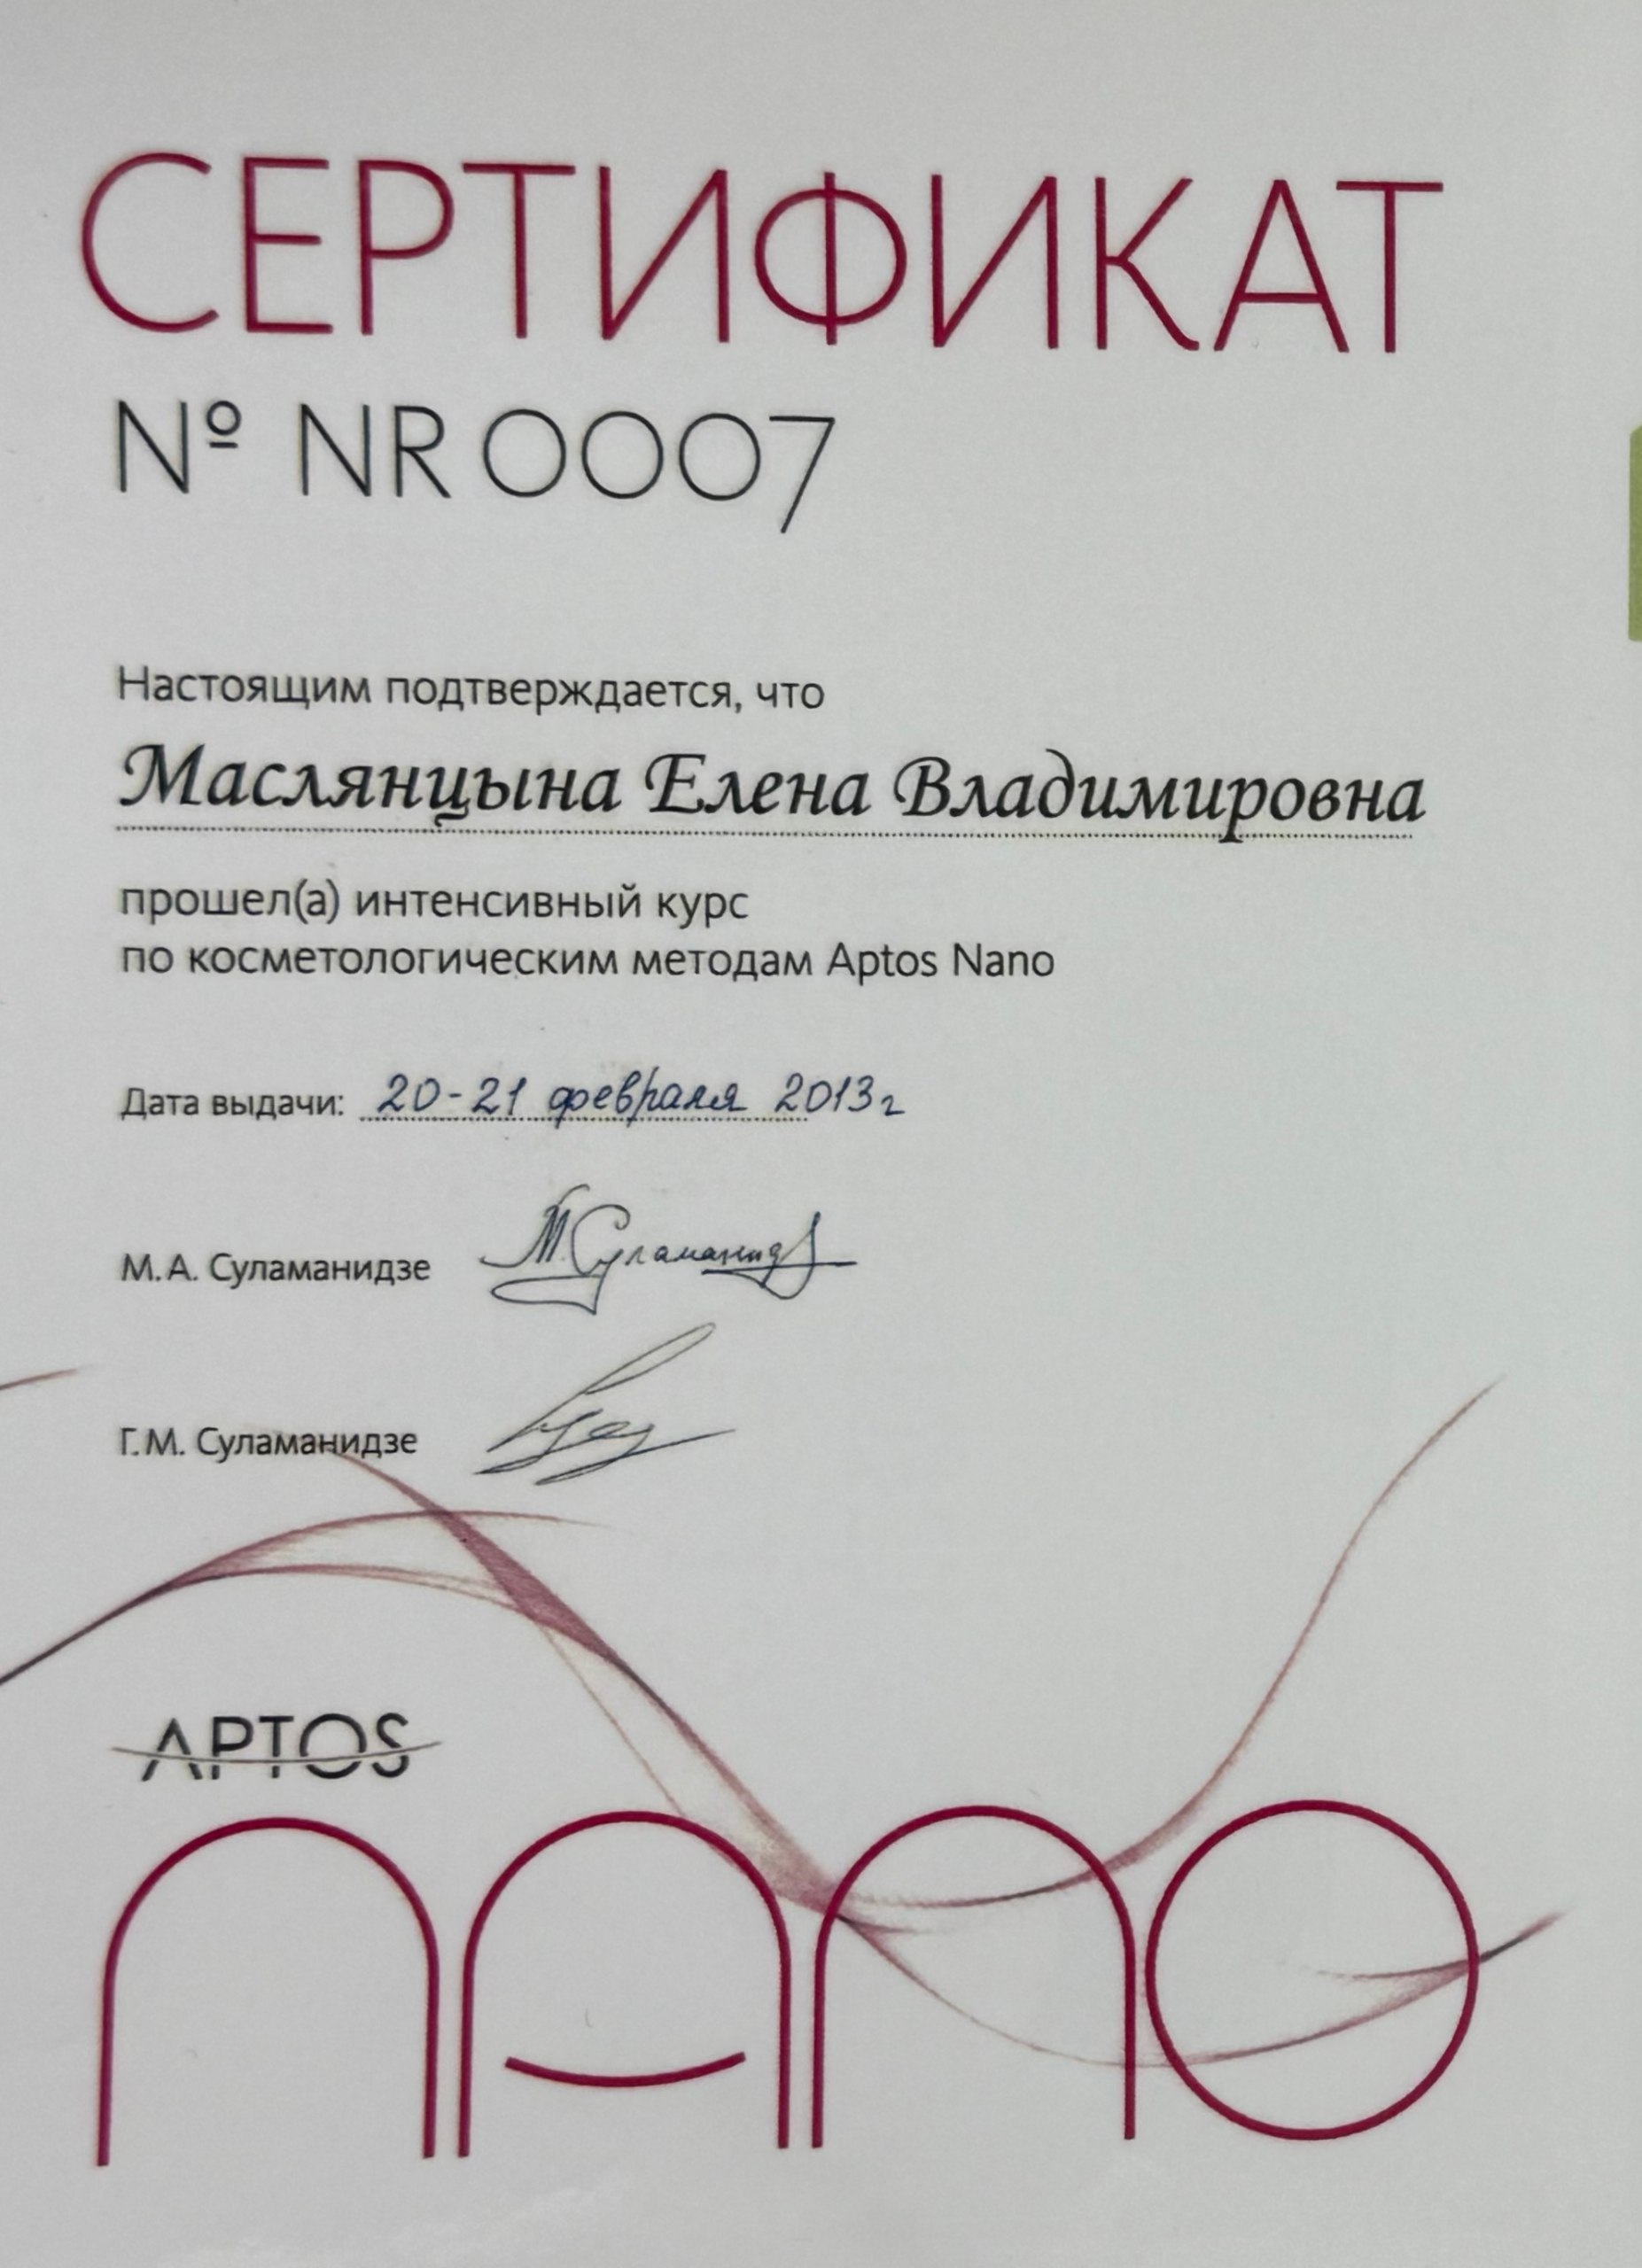 СЕРТИФИКАТ
№ NR 0007
Настоящим подтверждается, что
Маслянцына Елена Владимировна
прошел(а) интенсивный курс
по косметологическим методам Aptos Nano
Дата выдачи: 20-21 февраля 2013г
М.А. Суламанидзе М.Суламанидзе
Г.М. Суламанидзе
APTOS
NANO